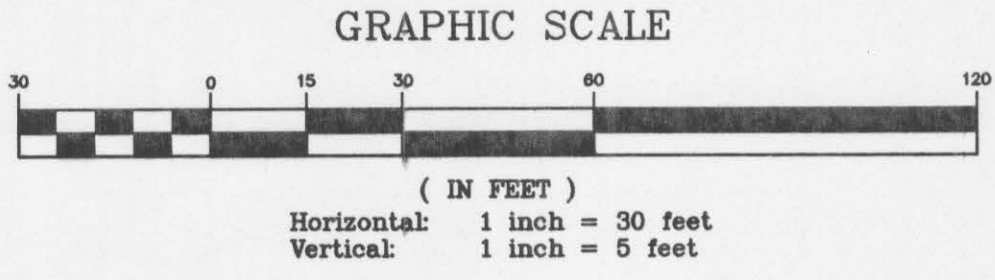 GRAPHIC SCALE
30 0 15 30 60 120
( IN FEET )
Horizontal: 1 inch = 30 feet
Vertical: 1 inch = 5 feet